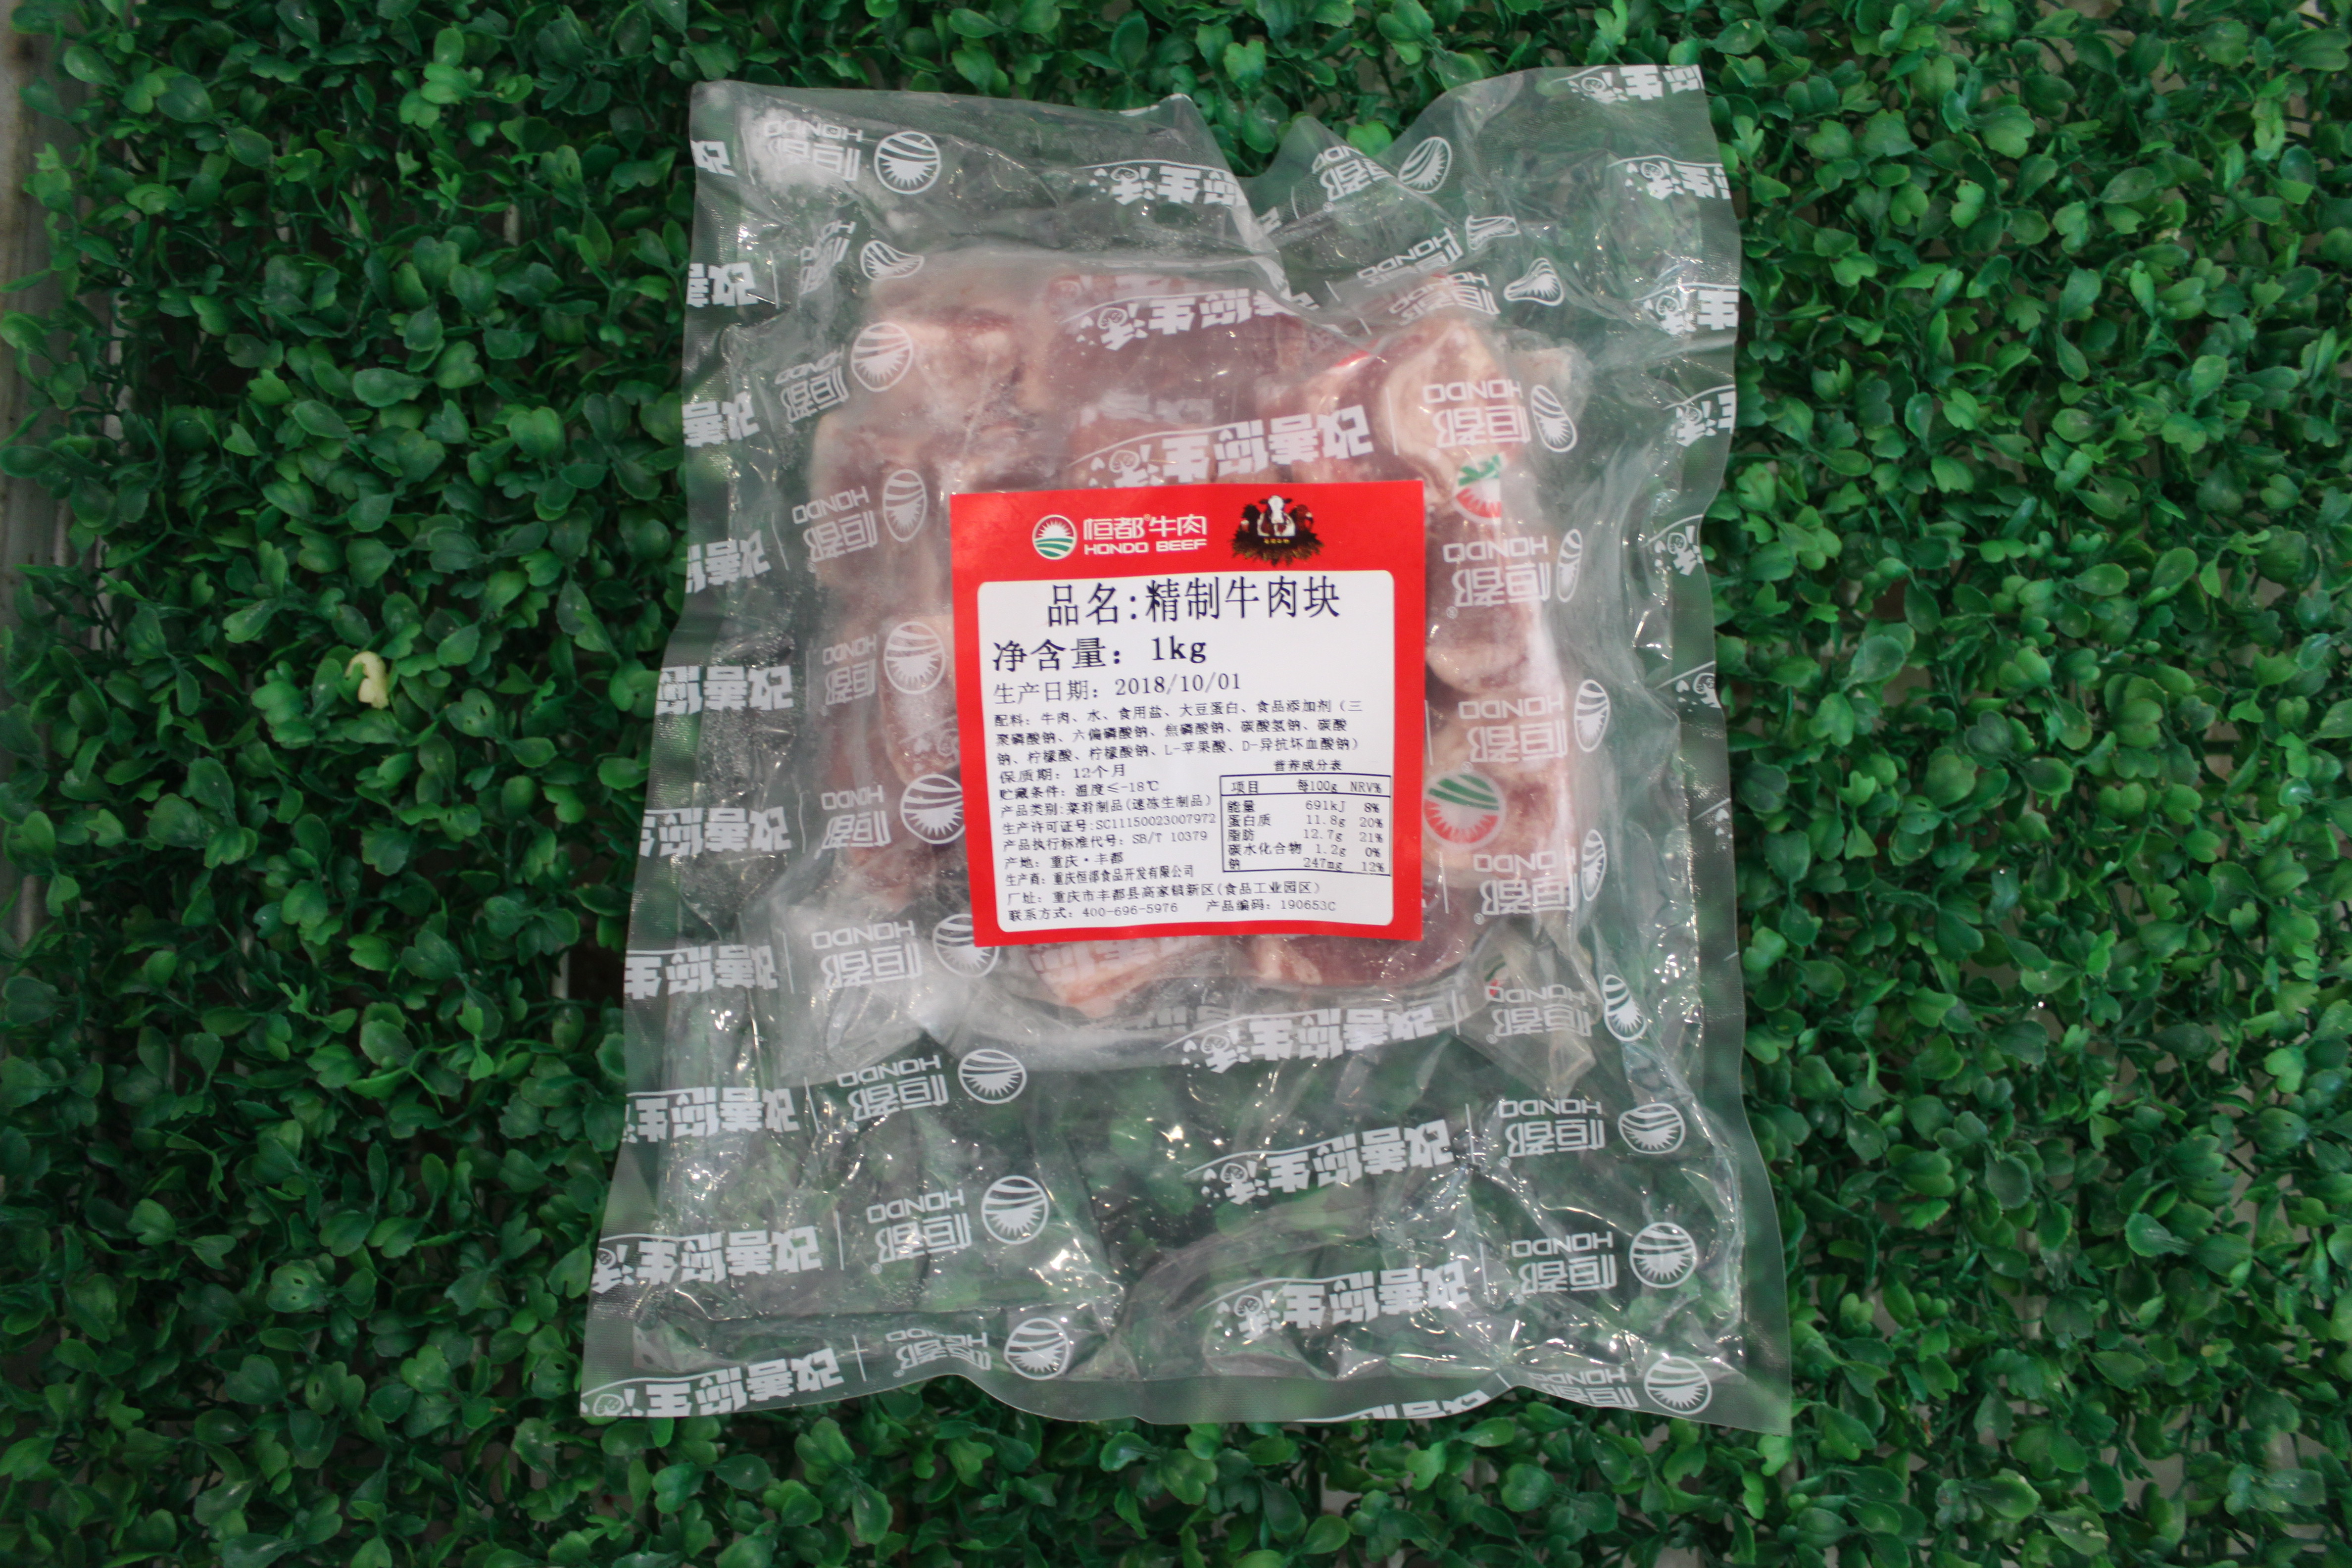 恒都®牛肉
HONDO BEEF
品名:精制牛肉块
净含量: 1kg
生产日期: 2018/10/01
配料: 牛肉、水、食用盐、大豆蛋白、食品添加剂（三
聚磷酸钠、六偏磷酸钠、焦磷酸钠、碳酸氢钠、碳酸
钠、柠檬酸、柠檬酸钠、L-苹果酸、D-异抗坏血酸钠）
保质期: 12个月
贮藏条件: 温度≤-18℃
产品类别:菜肴制品(速冻生制品)
生产许可证号:SC11150023007972
产品执行标准代号: SB/T 10379
产地: 重庆·丰都
生产商: 重庆恒都食品开发有限公司
厂址: 重庆市丰都县高家镇新区(食品工业园区)
联系方式: 400-696-5976 产品编码: 190653C
营养成分表
项目 每100g NRV%
能量 691kJ 8%
蛋白质 11.8g 20%
脂肪 12.7g 21%
碳水化合物 1.2g 0%
钠 247mg 12%
恒都®
HONDO
改善您生活